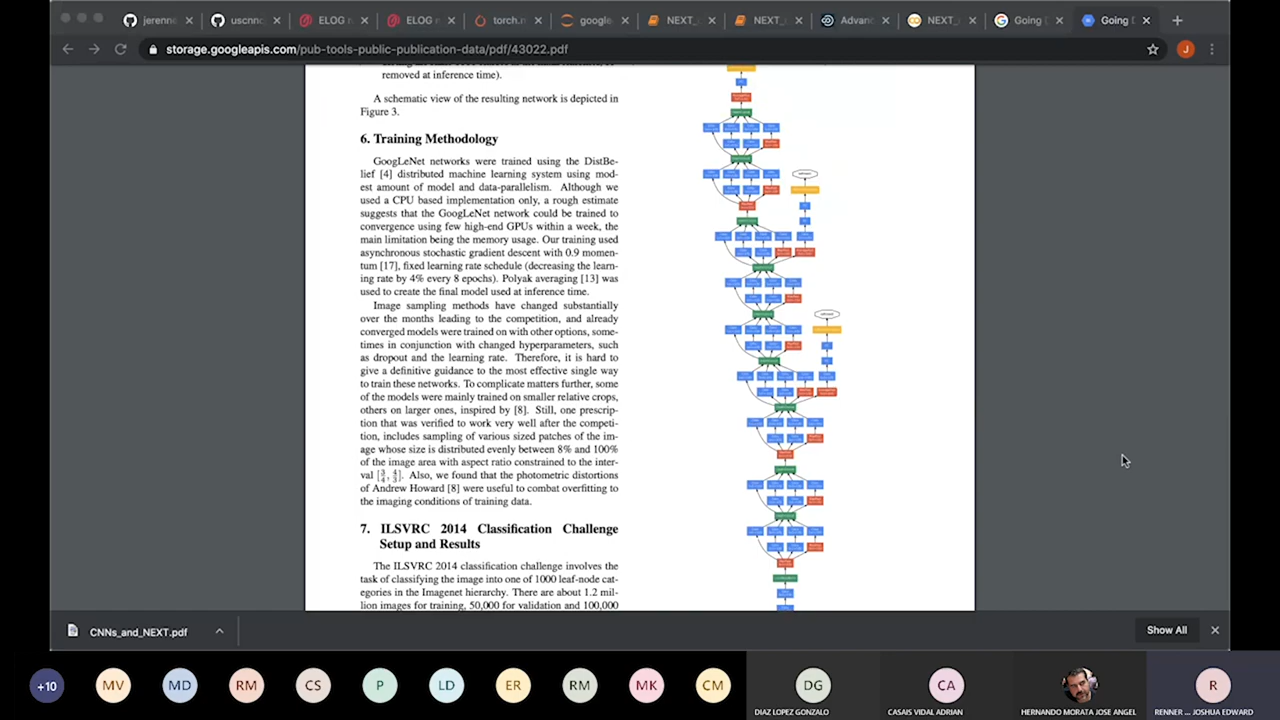 jerenne
uscnnc
ELOG n
ELOG n
torch.n
google
NEXT_
NEXT_
Advanc
NEXT_
Going D
Going D
storage.googleapis.com/pub-tools-public-publication-data/pdf/43022.pdf
J
removed at inference time).
A schematic view of the resulting network is depicted in
Figure 3.
6. Training Methodology
GoogLeNet networks were trained using the DistBe-
lief [4] distributed machine learning system using mod-
est amount of model and data-parallelism. Although we
used a CPU based implementation only, a rough estimate
suggests that the GoogLeNet network could be trained to
convergence using few high-end GPUs within a week, the
main limitation being the memory usage. Our training used
asynchronous stochastic gradient descent with 0.9 momen-
tum [17], fixed learning rate schedule (decreasing the learn-
ing rate by 4% every 8 epochs). Polyak averaging [13] was
used to create the final model used at inference time.
Image sampling methods have changed substantially
over the months leading to the competition, and already
converged models were trained on with other options, some-
times in conjunction with changed hyperparameters, such
as dropout and the learning rate. Therefore, it is hard to
give a definitive guidance to the most effective single way
to train these networks. To complicate matters further, some
of the models were mainly trained on smaller relative crops,
others on larger ones, inspired by [8]. Still, one prescrip-
tion that was verified to work very well after the competi-
tion, includes sampling of various sized patches of the im-
age whose size is distributed evenly between 8% and 100%
of the image area with aspect ratio constrained to the inter-
val [3/4, 4/3]. Also, we found that the photometric distortions
of Andrew Howard [8] were useful to combat overfitting to
the imaging conditions of training data.
7. ILSVRC 2014 Classification Challenge
Setup and Results
The ILSVRC 2014 classification challenge involves the
task of classifying the image into one of 1000 leaf-node cat-
egories in the Imagenet hierarchy. There are about 1.2 mil-
lion images for training, 50,000 for validation and 100,000
CNNs_and_NEXT.pdf
Show All
+10
MV
MD
RM
CS
P
LD
ER
RM
MK
CM
DG
CA
R
DIAZ LOPEZ GONZALO
CASAIS VIDAL ADRIAN
HERNANDO MORATA JOSE ANGEL
RENNER ... JOSHUA EDWARD